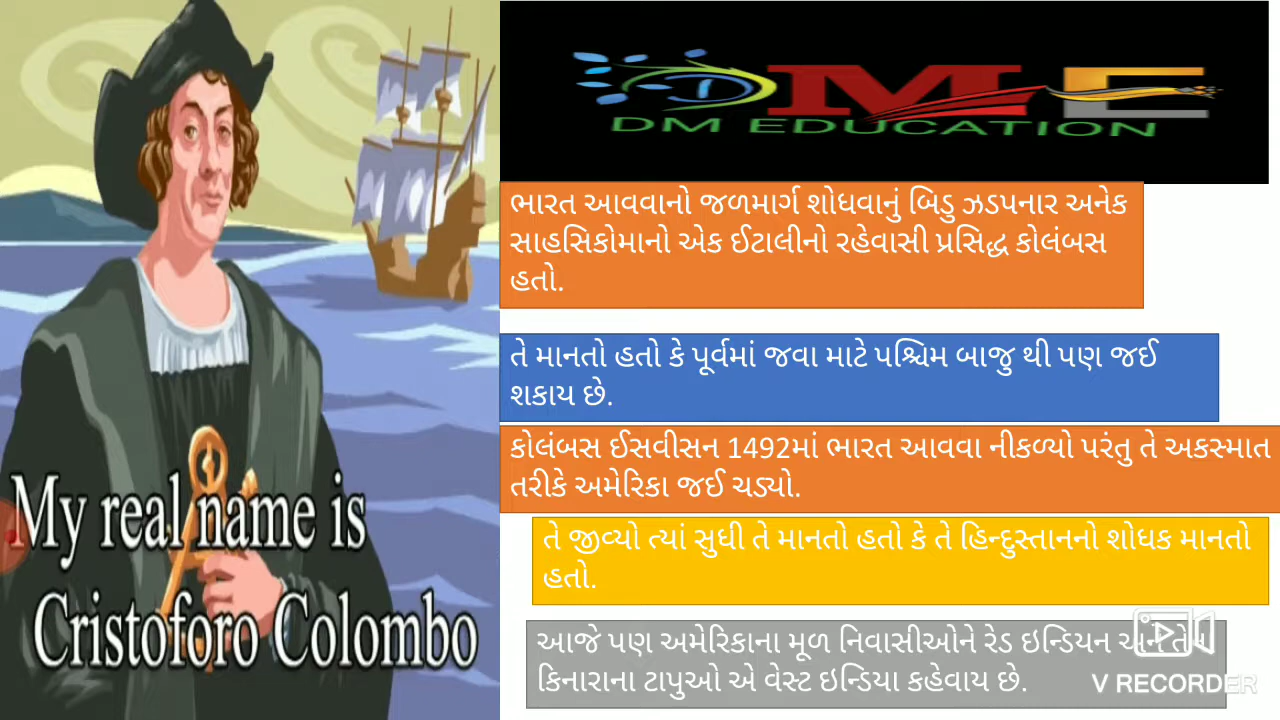 DME
DM EDUCATION
ભારત આવવાનો જળમાર્ગ શોધવાનું બિડુ ઝડપનાર અનેક
સાહસિકોમાનો એક ઈટાલીનો રહેવાસી પ્રસિદ્ધ કોલંબસ
હતો.
તે માનતો હતો કે પૂર્વમાં જવા માટે પશ્ચિમ બાજુ થી પણ જઈ
શકાય છે.
કોલંબસ ઈસવીસન 1492માં ભારત આવવા નીકળ્યો પરંતુ તે અકસ્માત
તરીકે અમેરિકા જઈ ચડ્યો.
તે જીવ્યો ત્યાં સુધી તે માનતો હતો કે તે હિન્દુસ્તાનનો શોધક માનતો
હતો.
આજે પણ અમેરિકાના મૂળ નિવાસીઓને રેડ ઇન્ડિયન અને
કિનારાના ટાપુઓ એ વેસ્ટ ઇન્ડિયા કહેવાય છે.
My real name is
Cristoforo Colombo
V RECORDER